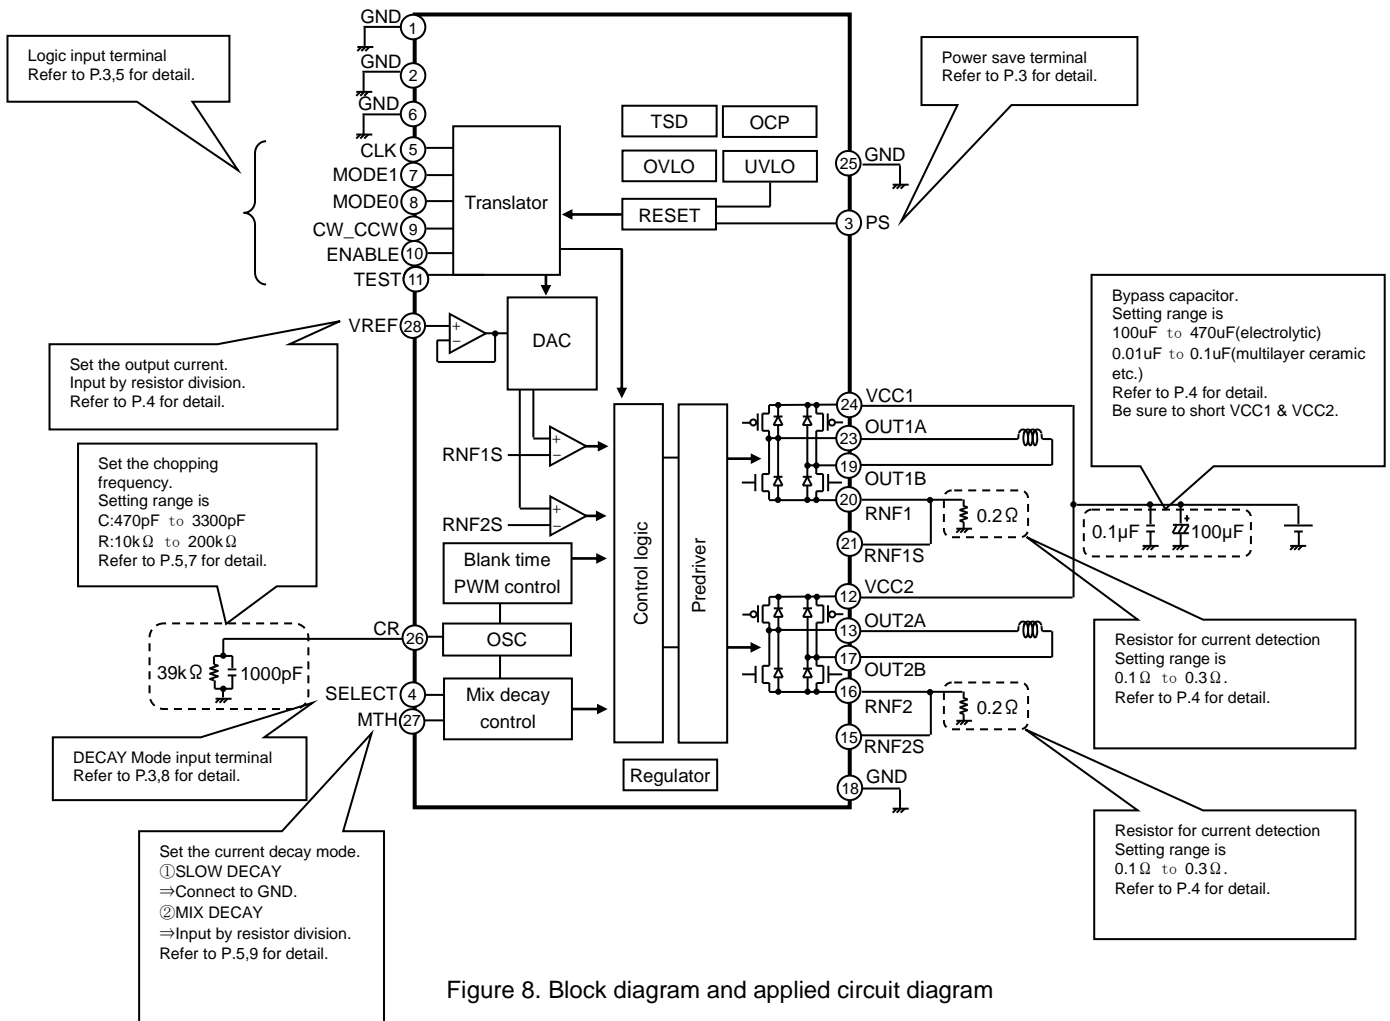 GND
1
2
GND
6
GND
CLK 5
MODE1 7
MODE0 8
CW_CCW 9
ENABLE 10
TEST 11
VREF 28
CR 26
SELECT 4
MTH 27
Logic input terminal
Refer to P.3,5 for detail.
Set the output current.
Input by resistor division.
Refer to P.4 for detail.
Set the chopping
frequency.
Setting range is
C:470pF to 3300pF
R:10kΩ to 200kΩ
Refer to P.5,7 for detail.
39kΩ
1000pF
DECAY Mode input terminal
Refer to P.3,8 for detail.
Set the current decay mode.
①SLOW DECAY
⇒Connect to GND.
②MIX DECAY
⇒Input by resistor division.
Refer to P.5,9 for detail.
Translator
TSD
OCP
OVLO
UVLO
RESET
+
−
DAC
RNF1S
+
−
RNF2S
+
−
Blank time
PWM control
OSC
Mix decay
control
Control logic
Predriver
Regulator
25 GND
3 PS
24 VCC1
23 OUT1A
19 OUT1B
20 RNF1
21 RNF1S
12 VCC2
13 OUT2A
17 OUT2B
16 RNF2
15 RNF2S
18 GND
0.2Ω
0.2Ω
0.1µF
+
100µF
Power save terminal
Refer to P.3 for detail.
Bypass capacitor.
Setting range is
100uF to 470uF(electrolytic)
0.01uF to 0.1uF(multilayer ceramic
etc.)
Refer to P.4 for detail.
Be sure to short VCC1 & VCC2.
Resistor for current detection
Setting range is
0.1Ω to 0.3Ω.
Refer to P.4 for detail.
Resistor for current detection
Setting range is
0.1Ω to 0.3Ω.
Refer to P.4 for detail.
Figure 8. Block diagram and applied circuit diagram